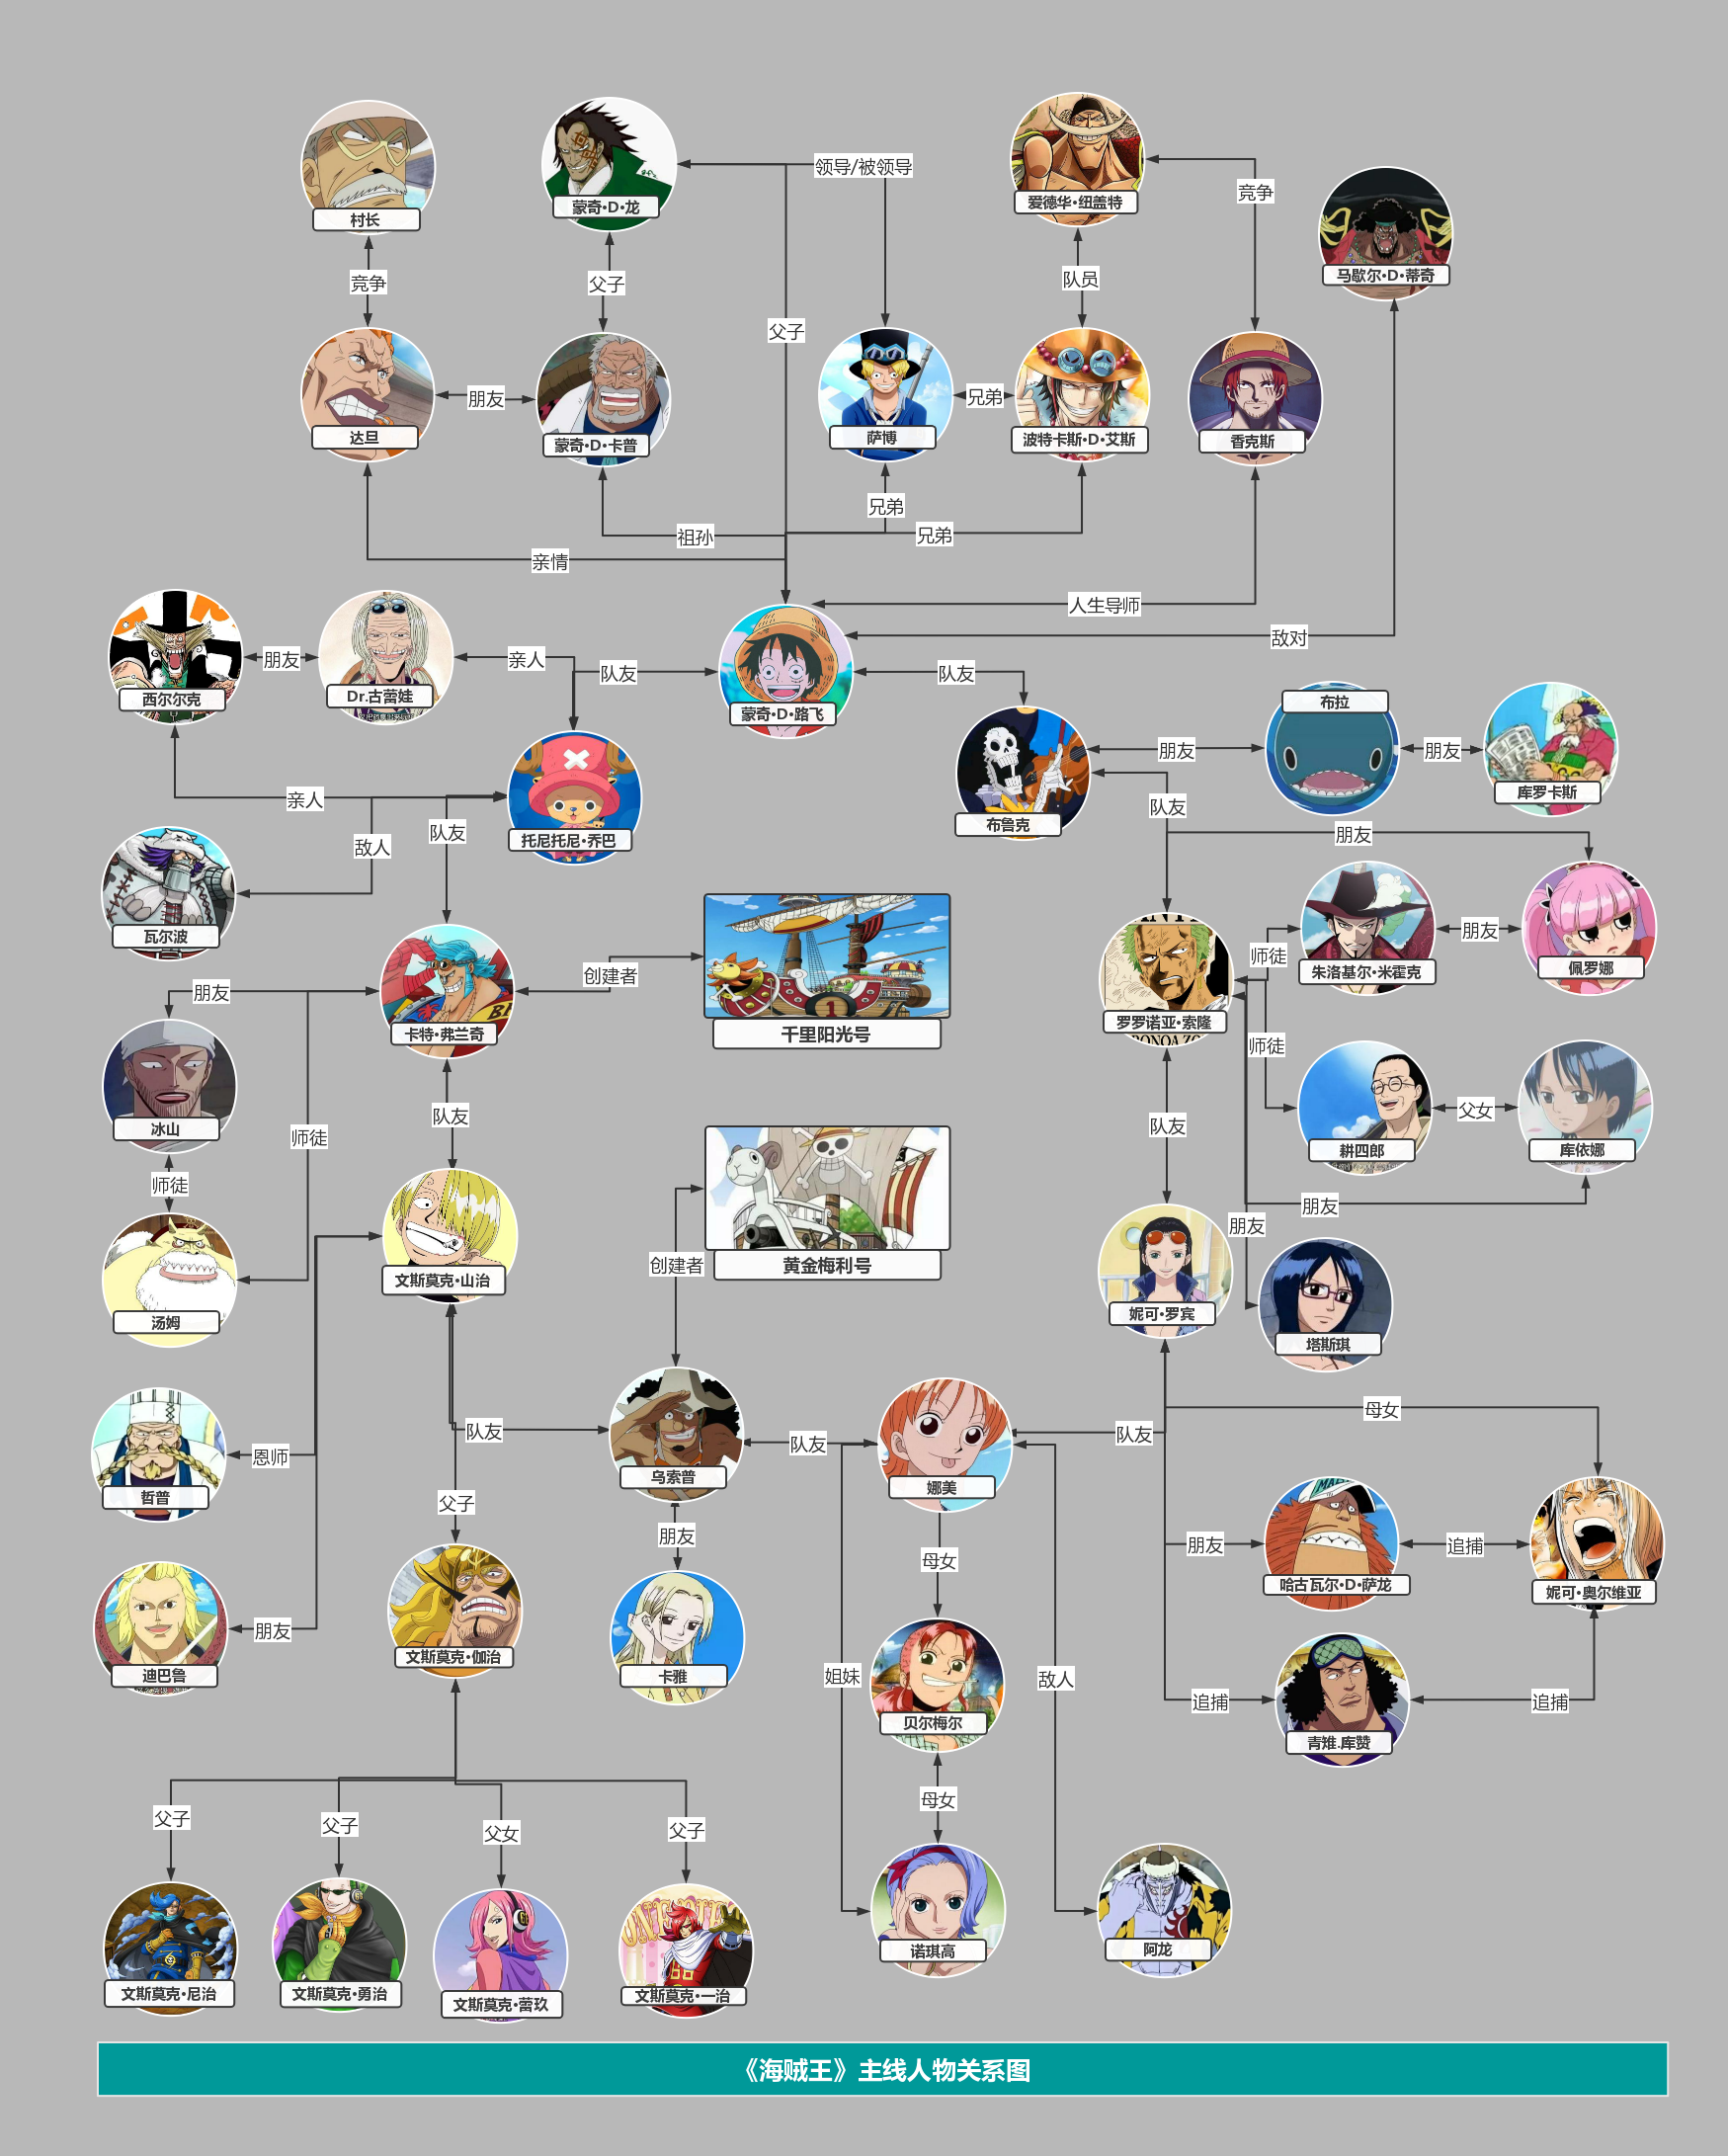 领导/被领导
竞争
爱德华•纽盖特
蒙奇•D•龙
村长
马歇尔•D•蒂奇
队员
竞争
父子
父子
兄弟
朋友
达旦
蒙奇•D•卡普
萨博
波特卡斯•D•艾斯
香克斯
兄弟
祖孙
兄弟
亲情
人生导师
敌对
朋友
亲人
队友
队友
西尔尔克
Dr.古蕾娃
蒙奇•D•路飞
布拉
朋友
朋友
库罗卡斯
亲人
队友
布鲁克
队友
敌人
托尼托尼•乔巴
朋友
瓦尔波
朋友
师徒
佩罗娜
朱洛基尔•米霍克
创建者
朋友
卡特•弗兰奇
千里阳光号
1
罗罗诺亚•索隆
师徒
队友
冰山
师徒
队友
父女
耕四郎
库依娜
师徒
朋友
朋友
创建者
黄金梅利号
文斯莫克•山治
汤姆
妮可•罗宾
塔斯琪
母女
队友
队友
队友
恩师
乌索普
娜美
哲普
父子
朋友
母女
朋友
追捕
哈古瓦尔•D•萨龙
妮可•奥尔维亚
朋友
文斯莫克•伽治
迪巴鲁
卡雅
姐妹
敌人
追捕
追捕
贝尔梅尔
青雉.库赞
母女
父子
父子
父女
父子
诺琪高
阿龙
文斯莫克•尼治
文斯莫克•勇治
文斯莫克•蕾玖
文斯莫克•一治
《海贼王》主线人物关系图